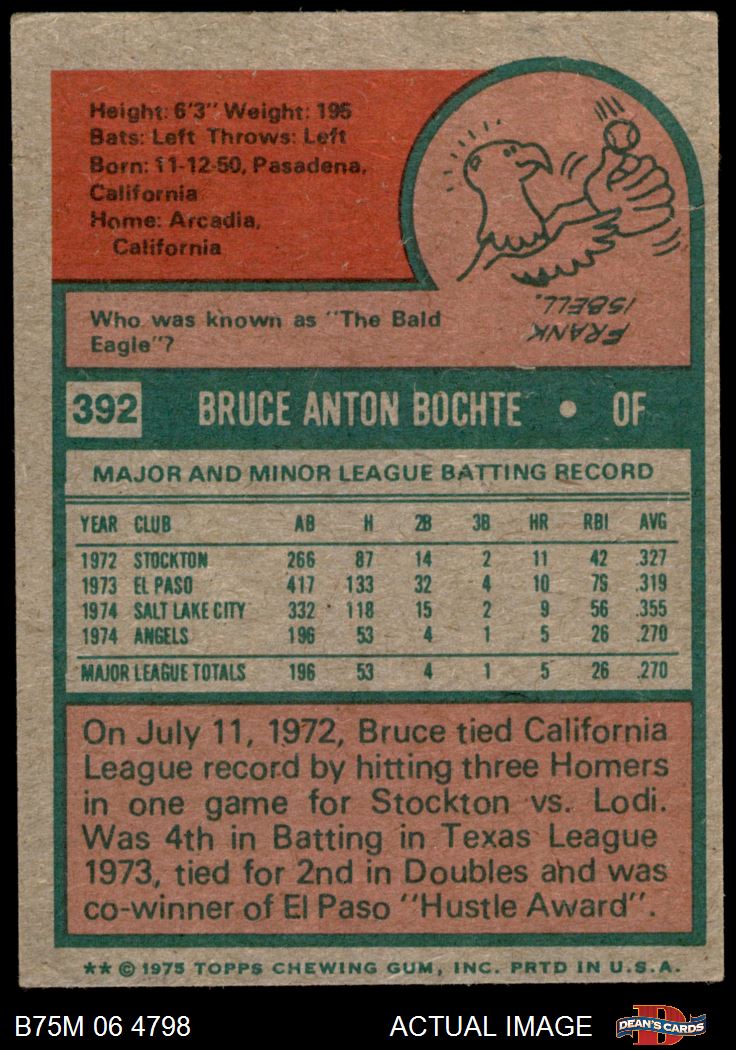 Height: 6'3" Weight: 195
Bats: Left Throws: Left
Born: 11-12-50, Pasadena,
California
Home: Arcadia,
California
Who was known as "The Bald
Eagle"?
FRANK
ISBELL.
392 BRUCE ANTON BOCHTE • OF
MAJOR AND MINOR LEAGUE BATTING RECORD
YEAR CLUB AB H 2B 3B HR RBI AVG
1972 STOCKTON 266 87 14 2 11 42 .327
1973 EL PASO 417 133 32 4 10 76 .319
1974 SALT LAKE CITY 332 118 15 2 9 56 .355
1974 ANGELS 196 53 4 1 5 26 .270
MAJOR LEAGUE TOTALS 196 53 4 1 5 26 .270
On July 11, 1972, Bruce tied California
League record by hitting three Homers
in one game for Stockton vs. Lodi.
Was 4th in Batting in Texas League
1973, tied for 2nd in Doubles and was
co-winner of El Paso "Hustle Award".
** © 1975 TOPPS CHEWING GUM, INC. PRTD IN U.S.A.
B75M 06 4798 ACTUAL IMAGE DEAN'S CARDS